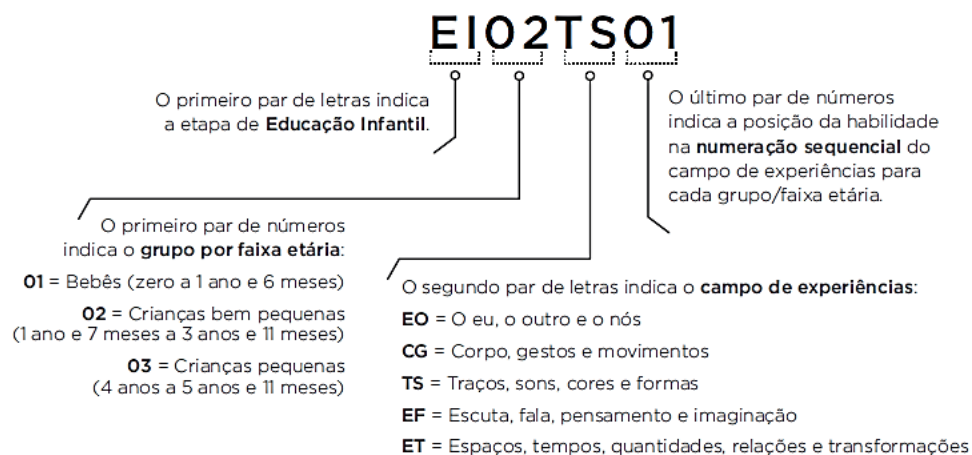 EI02TS01
O primeiro par de letras indica
a etapa de Educação Infantil.
O último par de números
indica a posição da habilidade
na numeração sequencial do
campo de experiências para
cada grupo/faixa etária.
O primeiro par de números
indica o grupo por faixa etária:
01 = Bebês (zero a 1 ano e 6 meses)
02 = Crianças bem pequenas
(1 ano e 7 meses a 3 anos e 11 meses)
03 = Crianças pequenas
(4 anos a 5 anos e 11 meses)
O segundo par de letras indica o campo de experiências:
EO = O eu, o outro e o nós
CG = Corpo, gestos e movimentos
TS = Traços, sons, cores e formas
EF = Escuta, fala, pensamento e imaginação
ET = Espaços, tempos, quantidades, relações e transformações